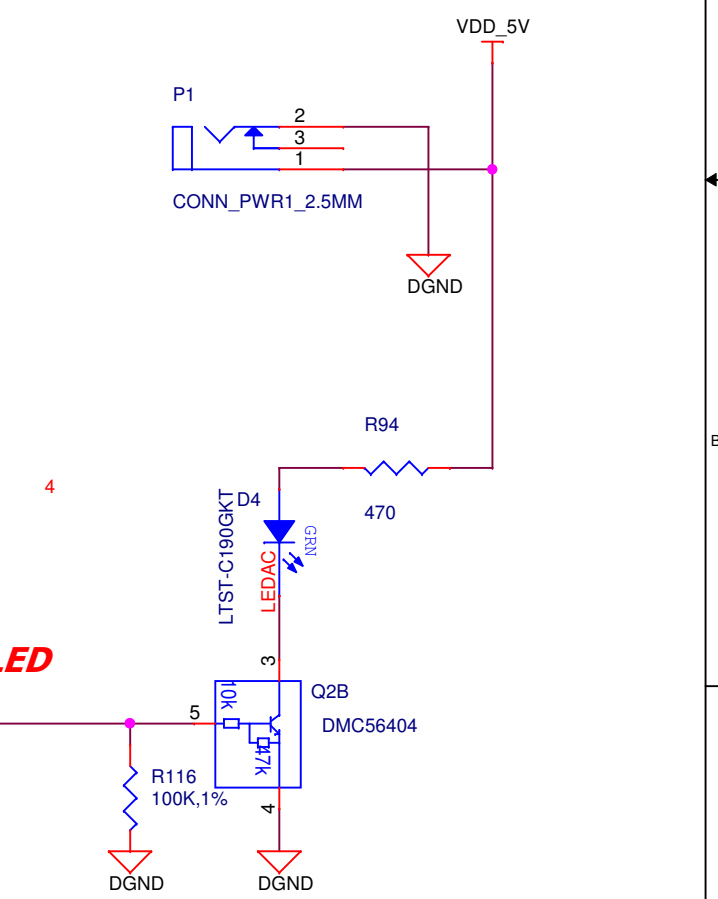 VDD_5V
P1
2
3
1
CONN_PWR1_2.5MM
DGND
R94
B
4
D4
470
LTST-C190GKT
GRN
LEDAC
LED
3
10k
Q2B
5
DMC56404
47k
R116
100K,1%
4
DGND
DGND